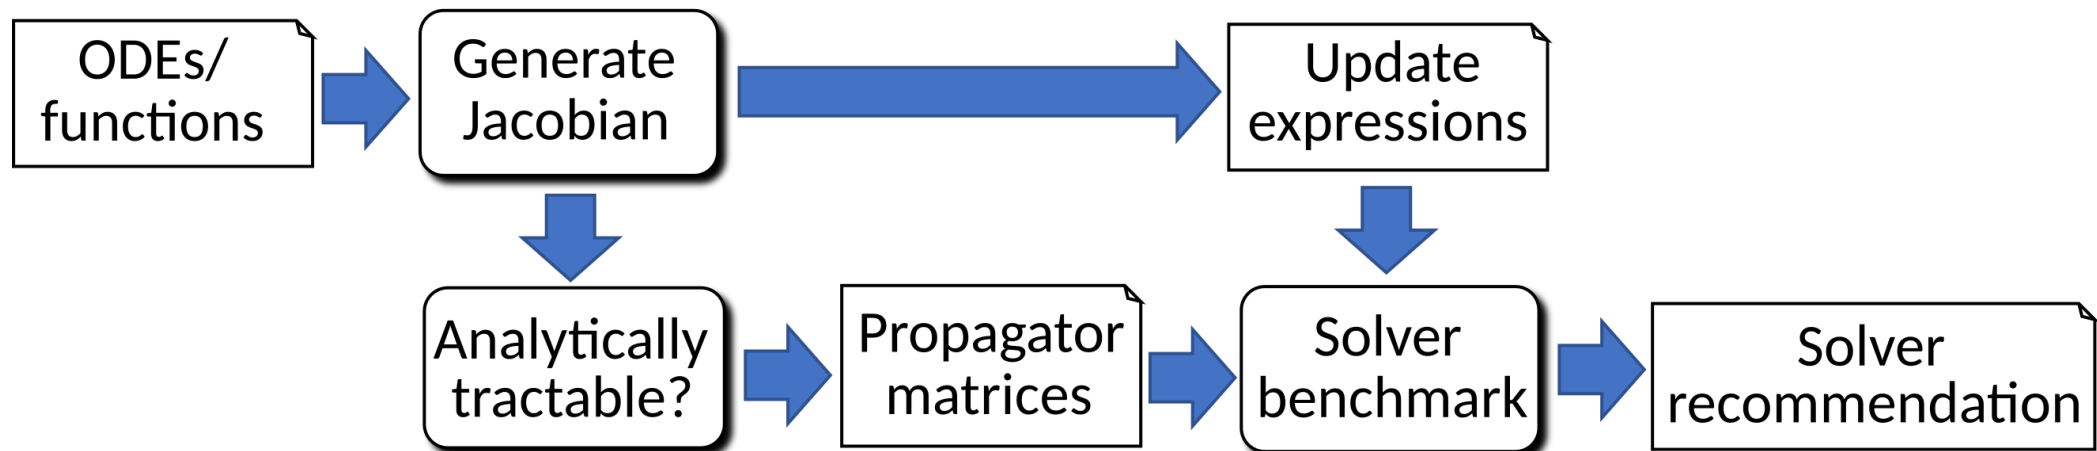 ODEs/
functions
Generate
Jacobian
Update
expressions
Analytically
tractable?
Propagator
matrices
Solver
benchmark
Solver
recommendation